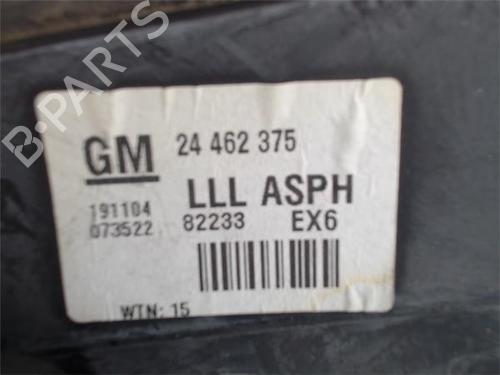 GM 24 462 375
LLL ASPH
191104 82233 EX6
073522
WTN: 15
B-PARTS